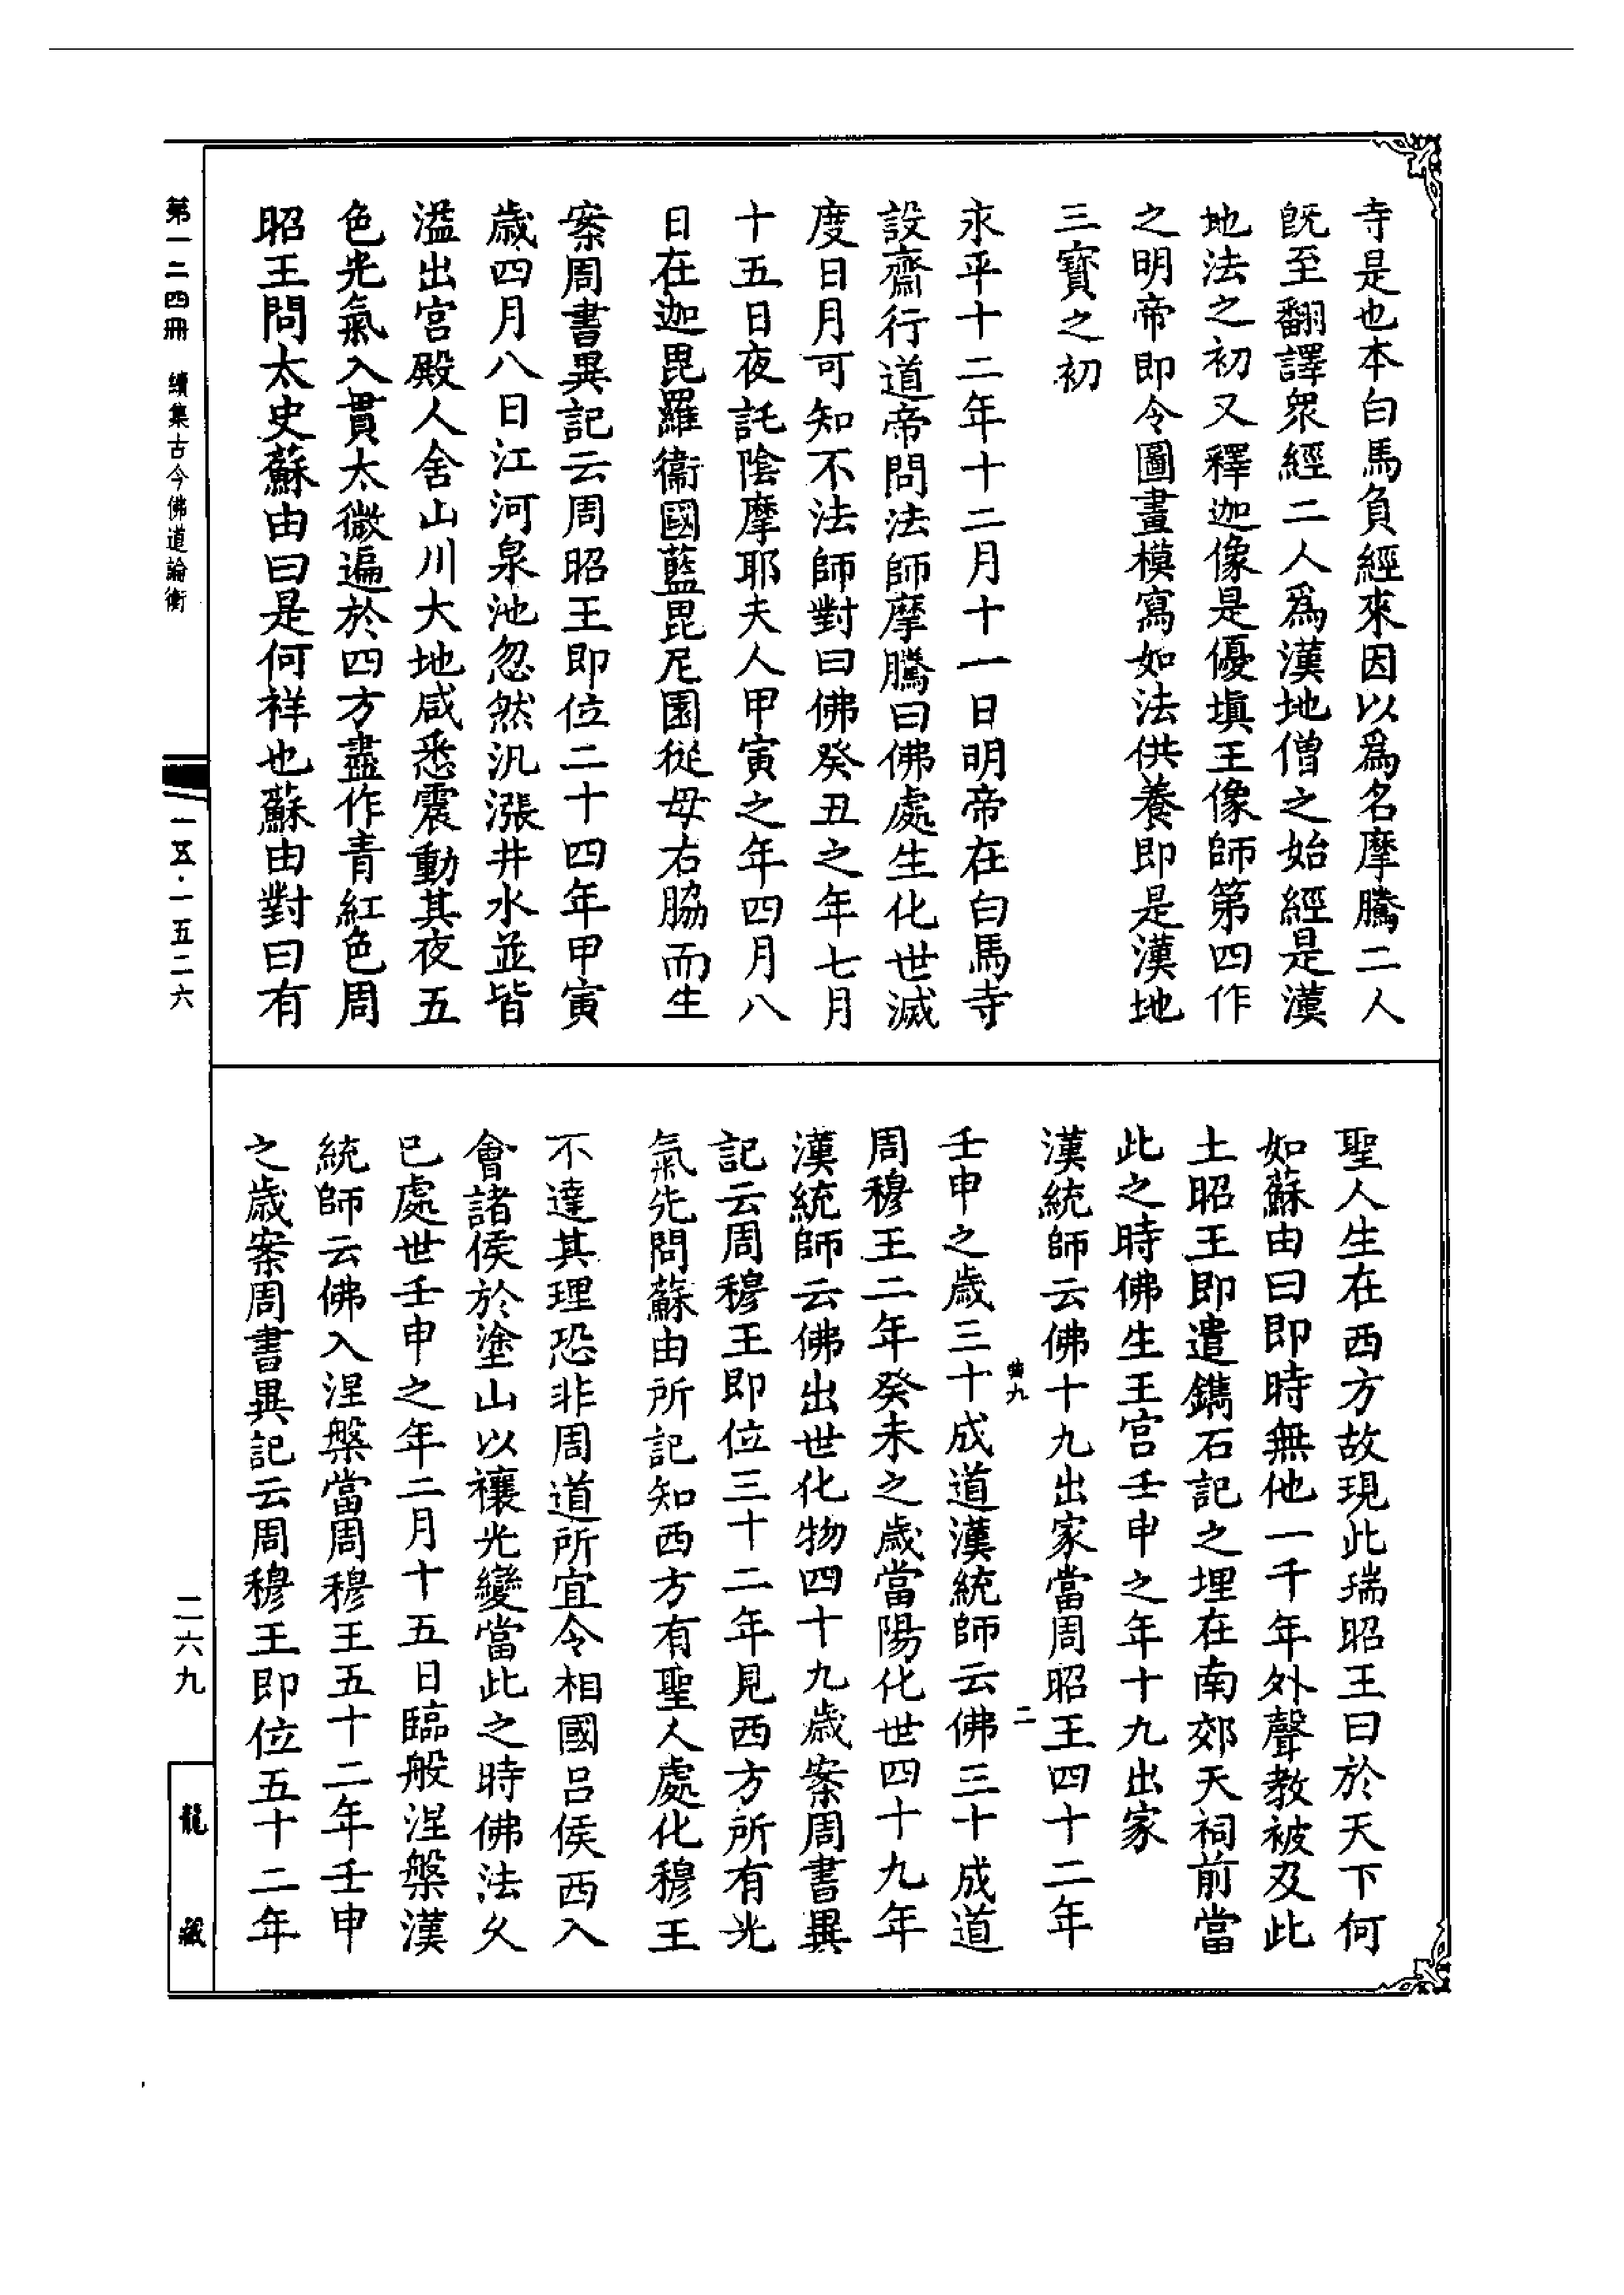 寺是也本白馬負經來因以爲名摩騰二人
既至翻譯眾經二人爲漢地僧之始經是漢
地法之初又釋迦像是優塡王像師第四作
之明帝即令圖畫模寫如法供養即是漢地
三寶之初
永平十二年十二月十一日明帝在白馬寺
設齋行道帝問法師摩騰曰佛處生化世滅
度日月可知不法師對曰佛癸丑之年七月
十五日夜託陰摩耶夫人甲寅之年四月八
日在迦毘羅衞國藍毘尼園從母右脇而生
案周書異記云周昭王即位二十四年甲寅
歲四月八日江河泉池忽然汎漲井水並皆
溢出宫殿人舍山川大地咸悉震動其夜五
色光氣入貫太微遍於四方盡作青紅色周
昭王問太史蘇由曰是何祥也蘇由對曰有
聖人生在西方故現此瑞昭王曰於天下何
如蘇由曰即時無他一千年外聲教被及此
土昭王即遣鐫石記之埋在南郊天祠前當
此之時佛生王宫壬申之年十九出家
漢統師云佛十九出家當周昭王四十二年
壬申之歲三十成道漢統師云佛三十成道
周穆王二年癸未之歲當陽化世四十九年
漢統師云佛出世化物四十九歲案周書異
記云周穆王即位三十二年見西方所有光
氣先問蘇由所記知西方有聖人處化穆王
不達其理恐非周道所宜令相國吕侯西入
會諸侯於塗山以禳光變當此之時佛法久
已處世壬申之年二月十五日臨般涅槃漢
統師云佛入涅槃當周穆王五十二年壬申
之歲案周書異記云周穆王即位五十二年
九
二
第一二四冊 續集古今佛道論衡
一五·一五二六
二六九
龍藏